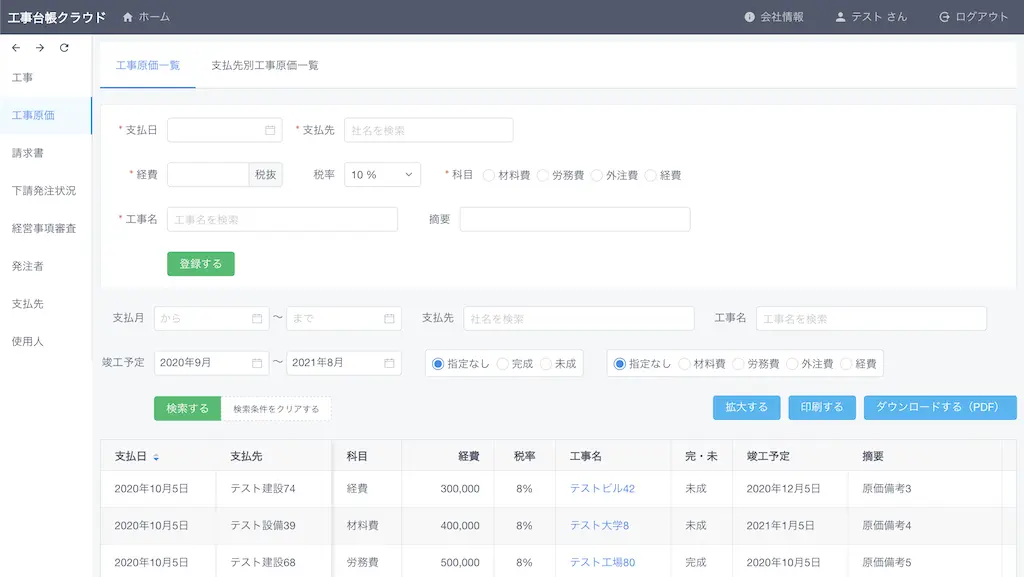 工事台帳クラウド ホーム 会社情報 テスト さん ログアウト
工事
工事原価
請求書
下請発注状況
経営事項審査
発注者
支払先
使用人
工事原価一覧 支払先別工事原価一覧
* 支払日 * 支払先 社名を検索
* 経費 税抜 税率 10 % * 科目 材料費 労務費 外注費 経費
* 工事名 工事名を検索 摘要
登録する
支払月 から 〜 まで 支払先 社名を検索 工事名 工事名を検索
竣工予定 2020年9月 〜 2021年8月 指定なし 完成 未成 指定なし 材料費 労務費 外注費 経費
検索する 検索条件をクリアする 拡大する 印刷する ダウンロードする（PDF）
支払日 支払先 科目 経費 税率 工事名 完・未 竣工予定 摘要
2020年10月5日 テスト建設74 経費 300,000 8% テストビル42 未成 2020年12月5日 原価備考3
2020年10月5日 テスト設備39 材料費 400,000 8% テスト大学8 未成 2021年1月5日 原価備考4
2020年10月5日 テスト建設68 労務費 500,000 8% テスト工場80 完成 2020年10月5日 原価備考5